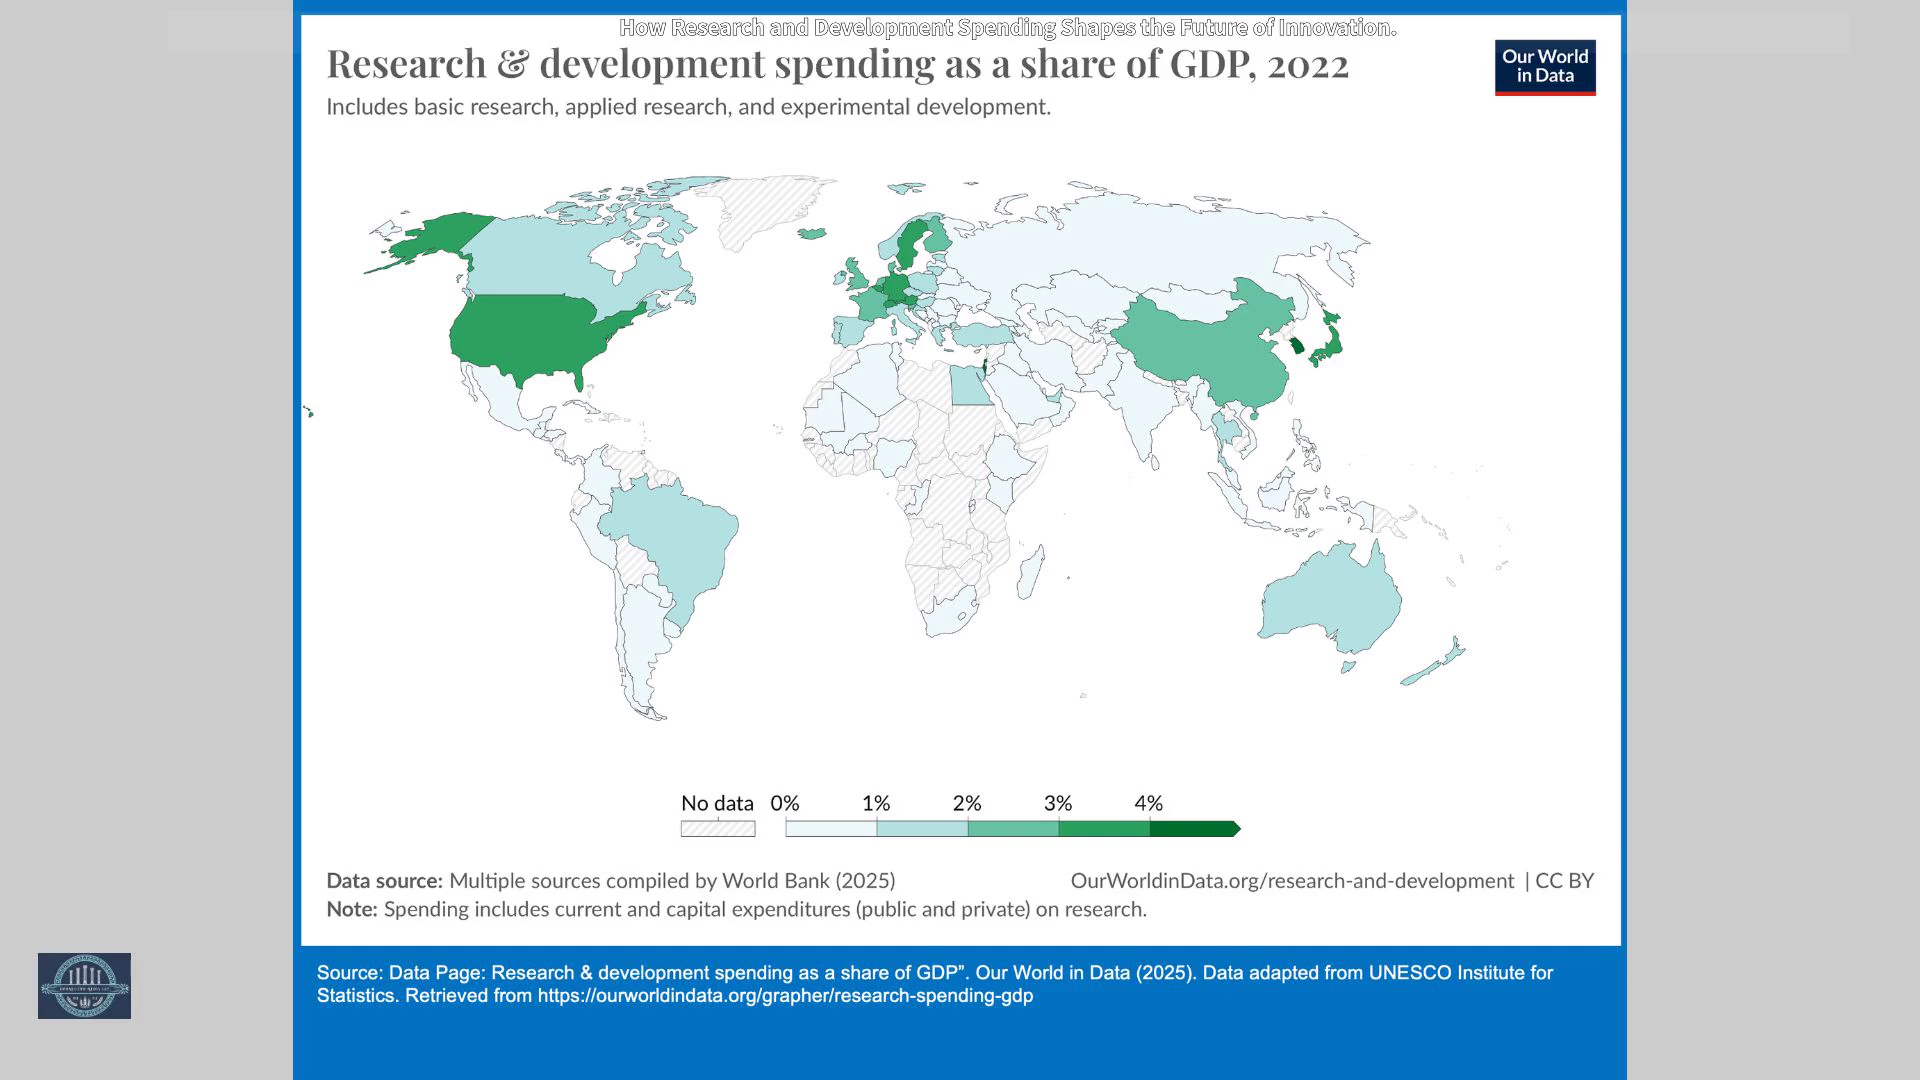 How Research and Development Spending Shapes the Future of Innovation.
Research & development spending as a share of GDP, 2022
Our World
in Data
Includes basic research, applied research, and experimental development.
No data 0% 1% 2% 3% 4%
Data source: Multiple sources compiled by World Bank (2025)
OurWorldinData.org/research-and-development | CC BY
Note: Spending includes current and capital expenditures (public and private) on research.
Source: Data Page: Research & development spending as a share of GDP”. Our World in Data (2025). Data adapted from UNESCO Institute for
Statistics. Retrieved from https://ourworldindata.org/grapher/research-spending-gdp